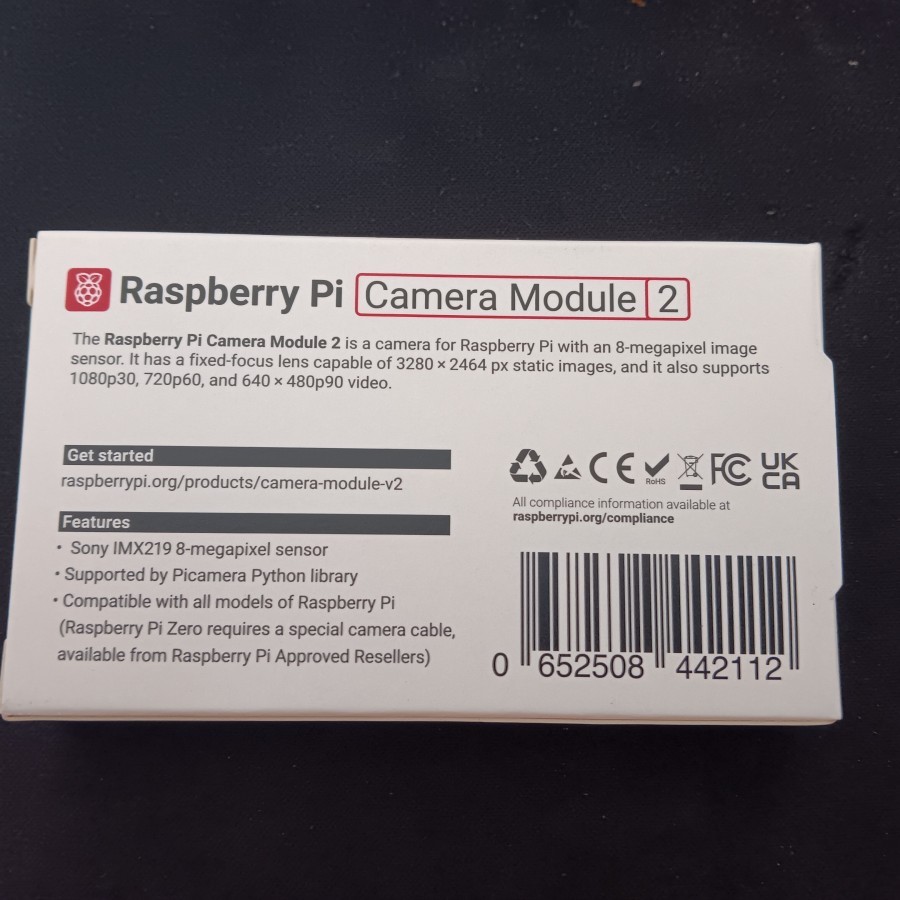 Raspberry Pi Camera Module 2
The Raspberry Pi Camera Module 2 is a camera for Raspberry Pi with an 8-megapixel image
sensor. It has a fixed-focus lens capable of 3280 × 2464 px static images, and it also supports
1080p30, 720p60, and 640 × 480p90 video.
Get started
raspberrypi.org/products/camera-module-v2
Features
• Sony IMX219 8-megapixel sensor
• Supported by Picamera Python library
• Compatible with all models of Raspberry Pi
(Raspberry Pi Zero requires a special camera cable,
available from Raspberry Pi Approved Resellers)
CE RoHS FC UK CA
All compliance information available at
raspberrypi.org/compliance
0 652508 442112